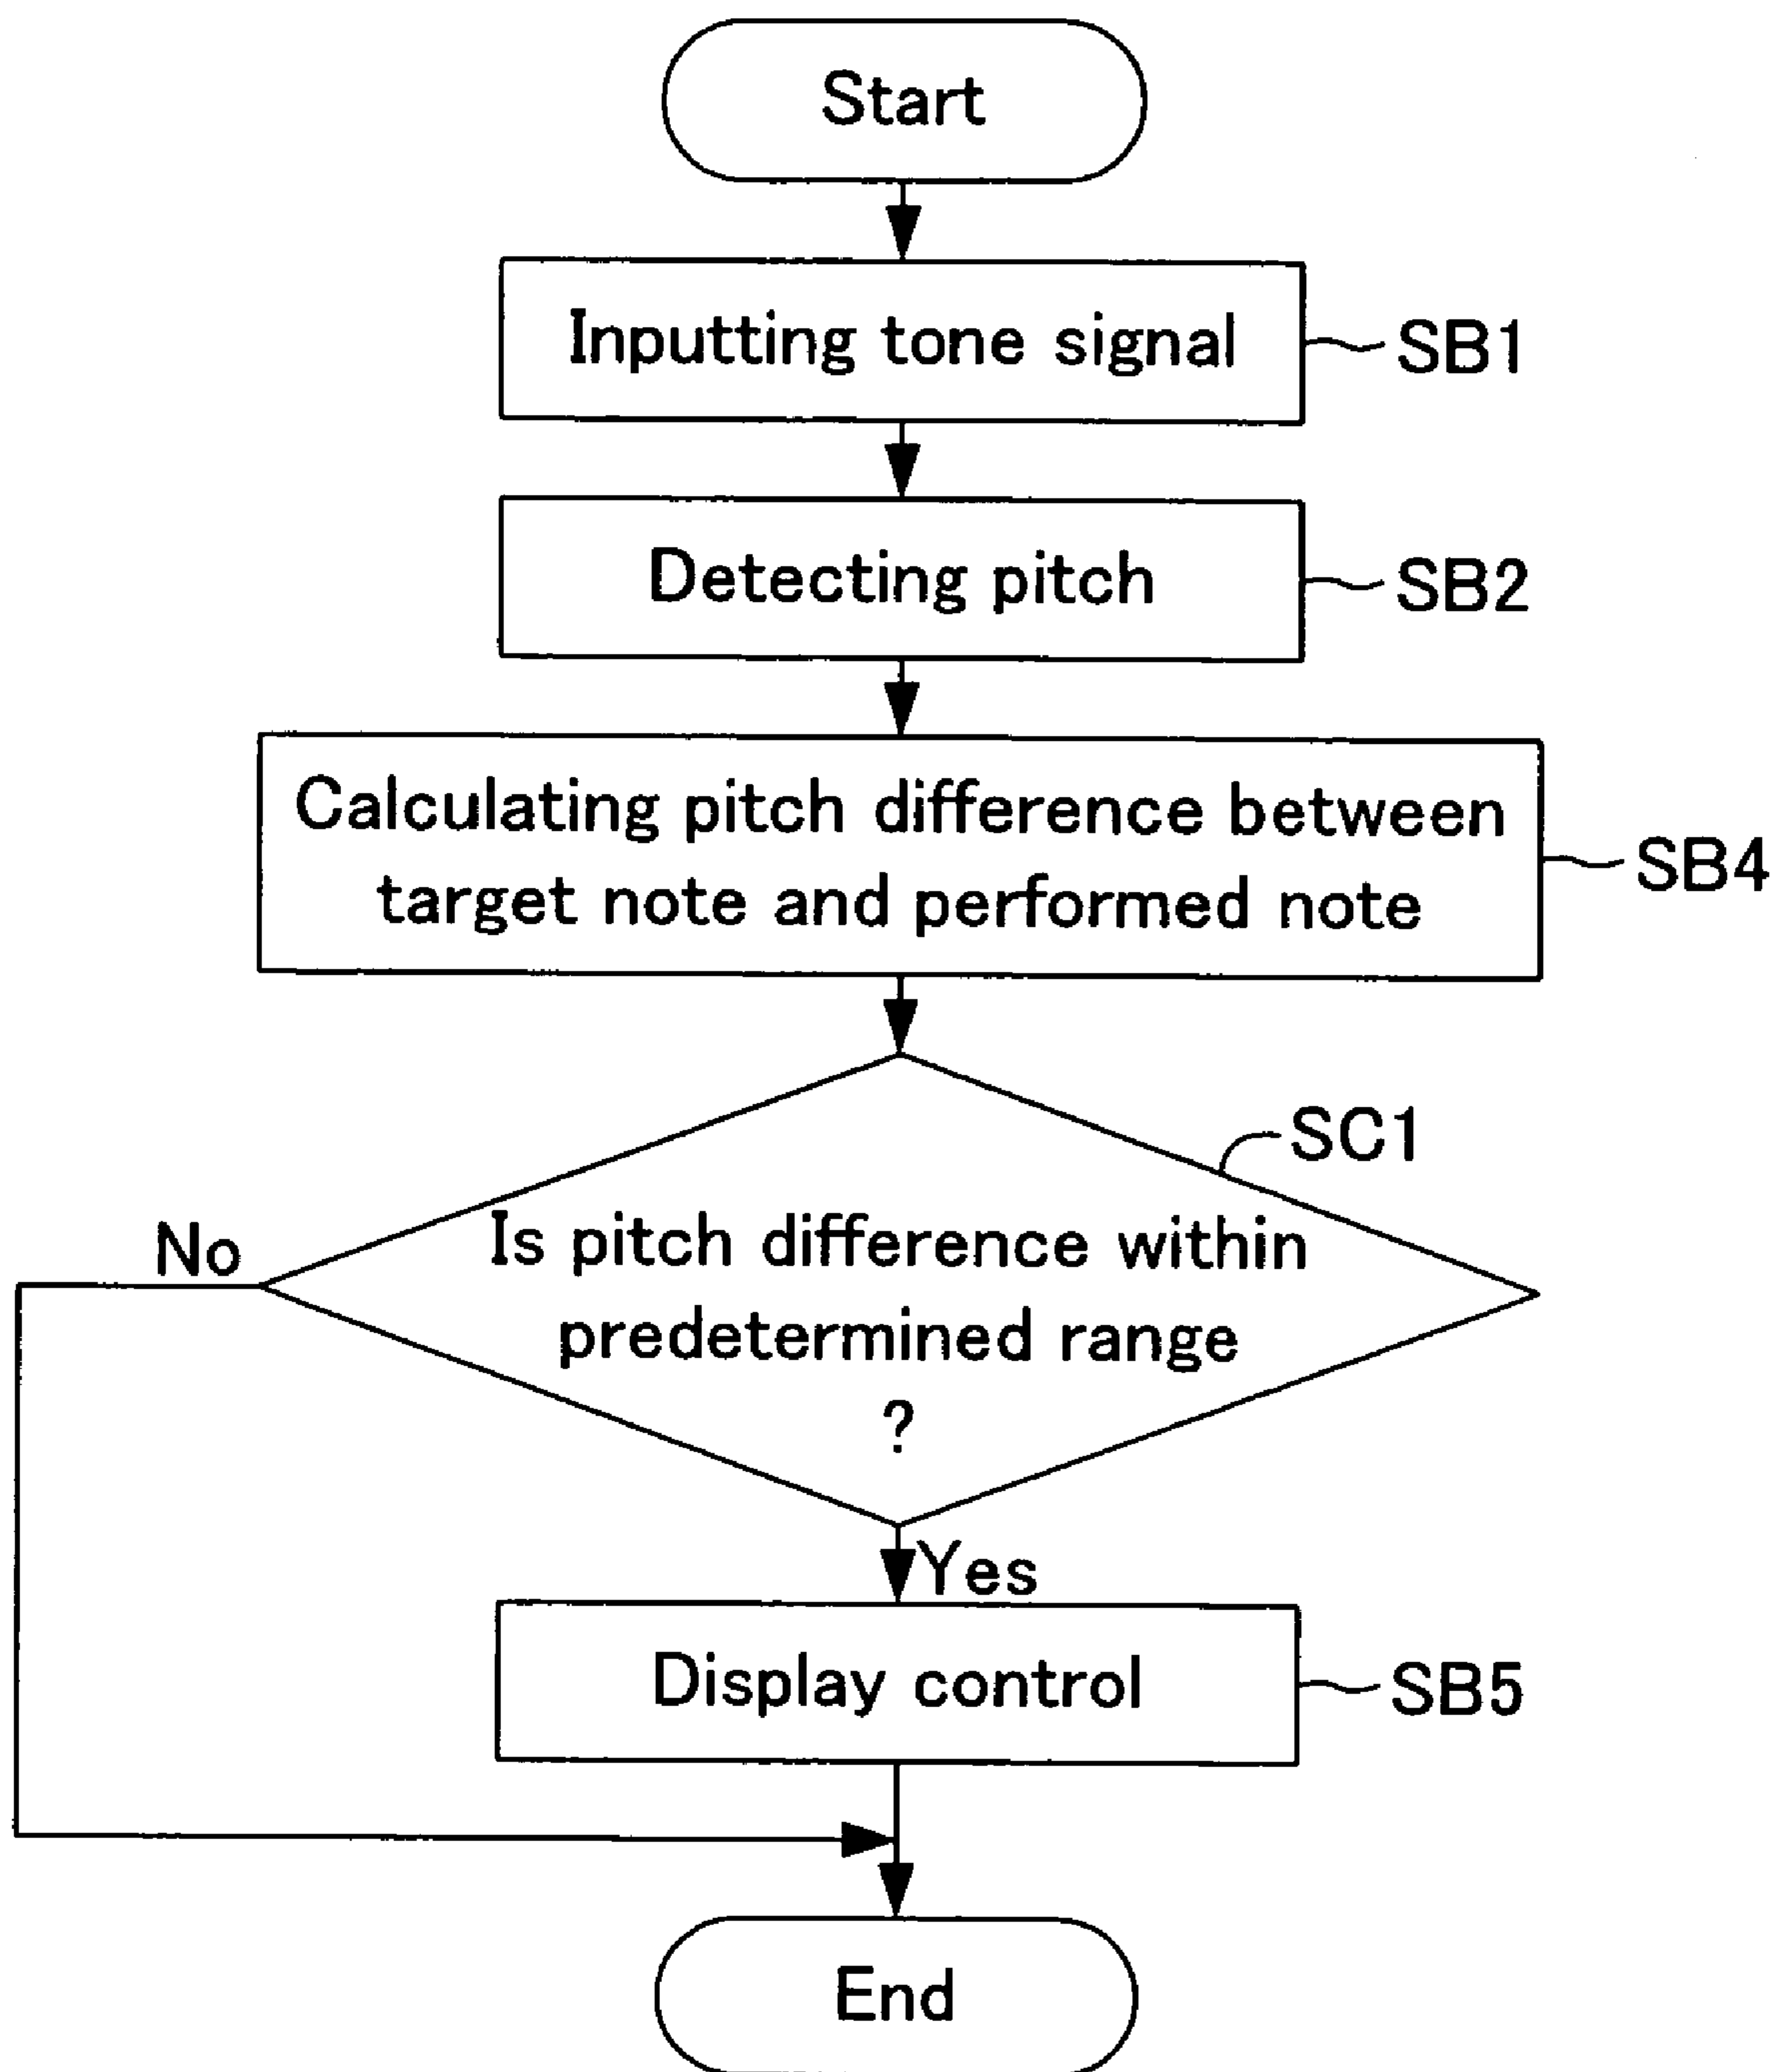 Start
Inputting tone signal
SB1
Detecting pitch
SB2
Calculating pitch difference between
target note and performed note
SB4
SC1
Is pitch difference within
predetermined range
?
No
Yes
Display control
SB5
End